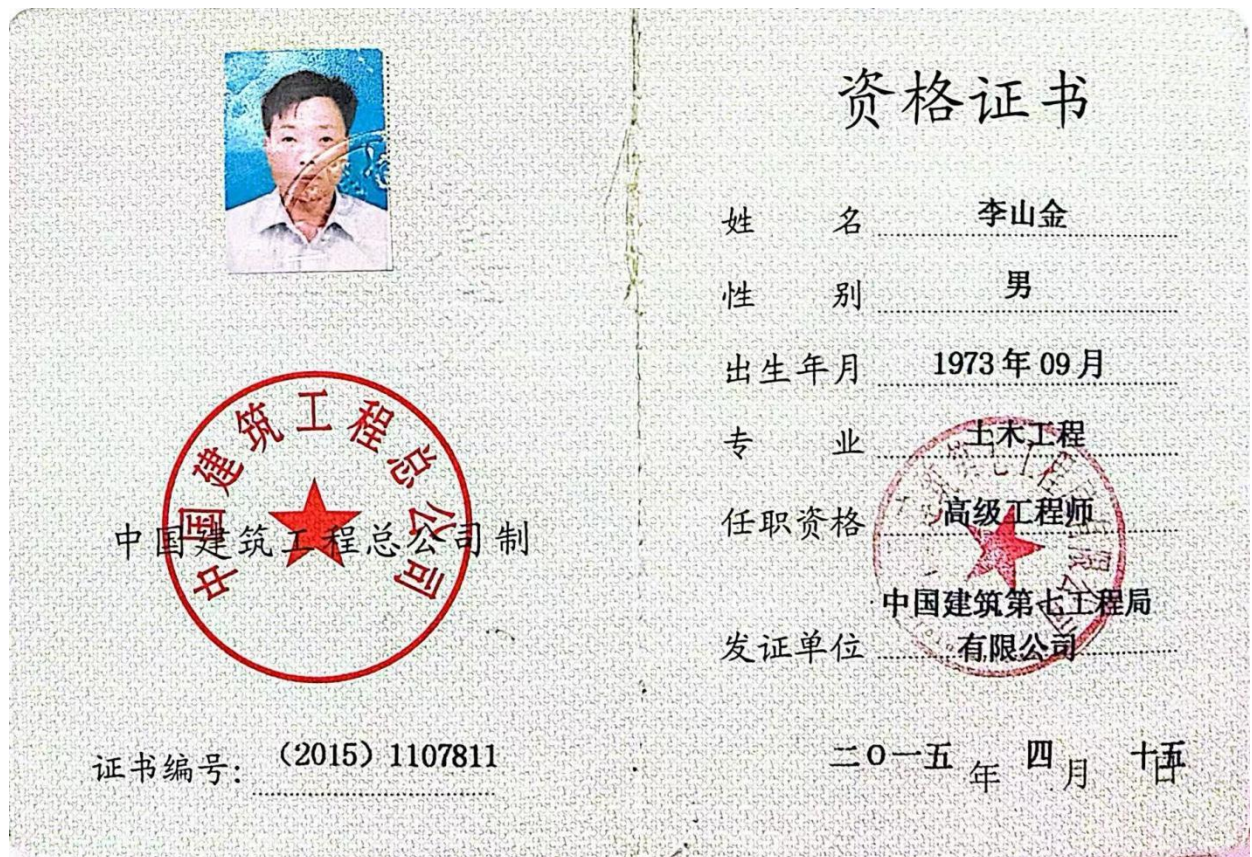 中国建筑工程总公司
中国建筑工程总公司制
证书编号：（2015）1107811
资格证书
姓名 李山金
性别 男
出生年月 1973年09月
专业 土木工程
任职资格 高级工程师
发证单位 中国建筑第七工程局
有限公司
二0一五年四月十五日